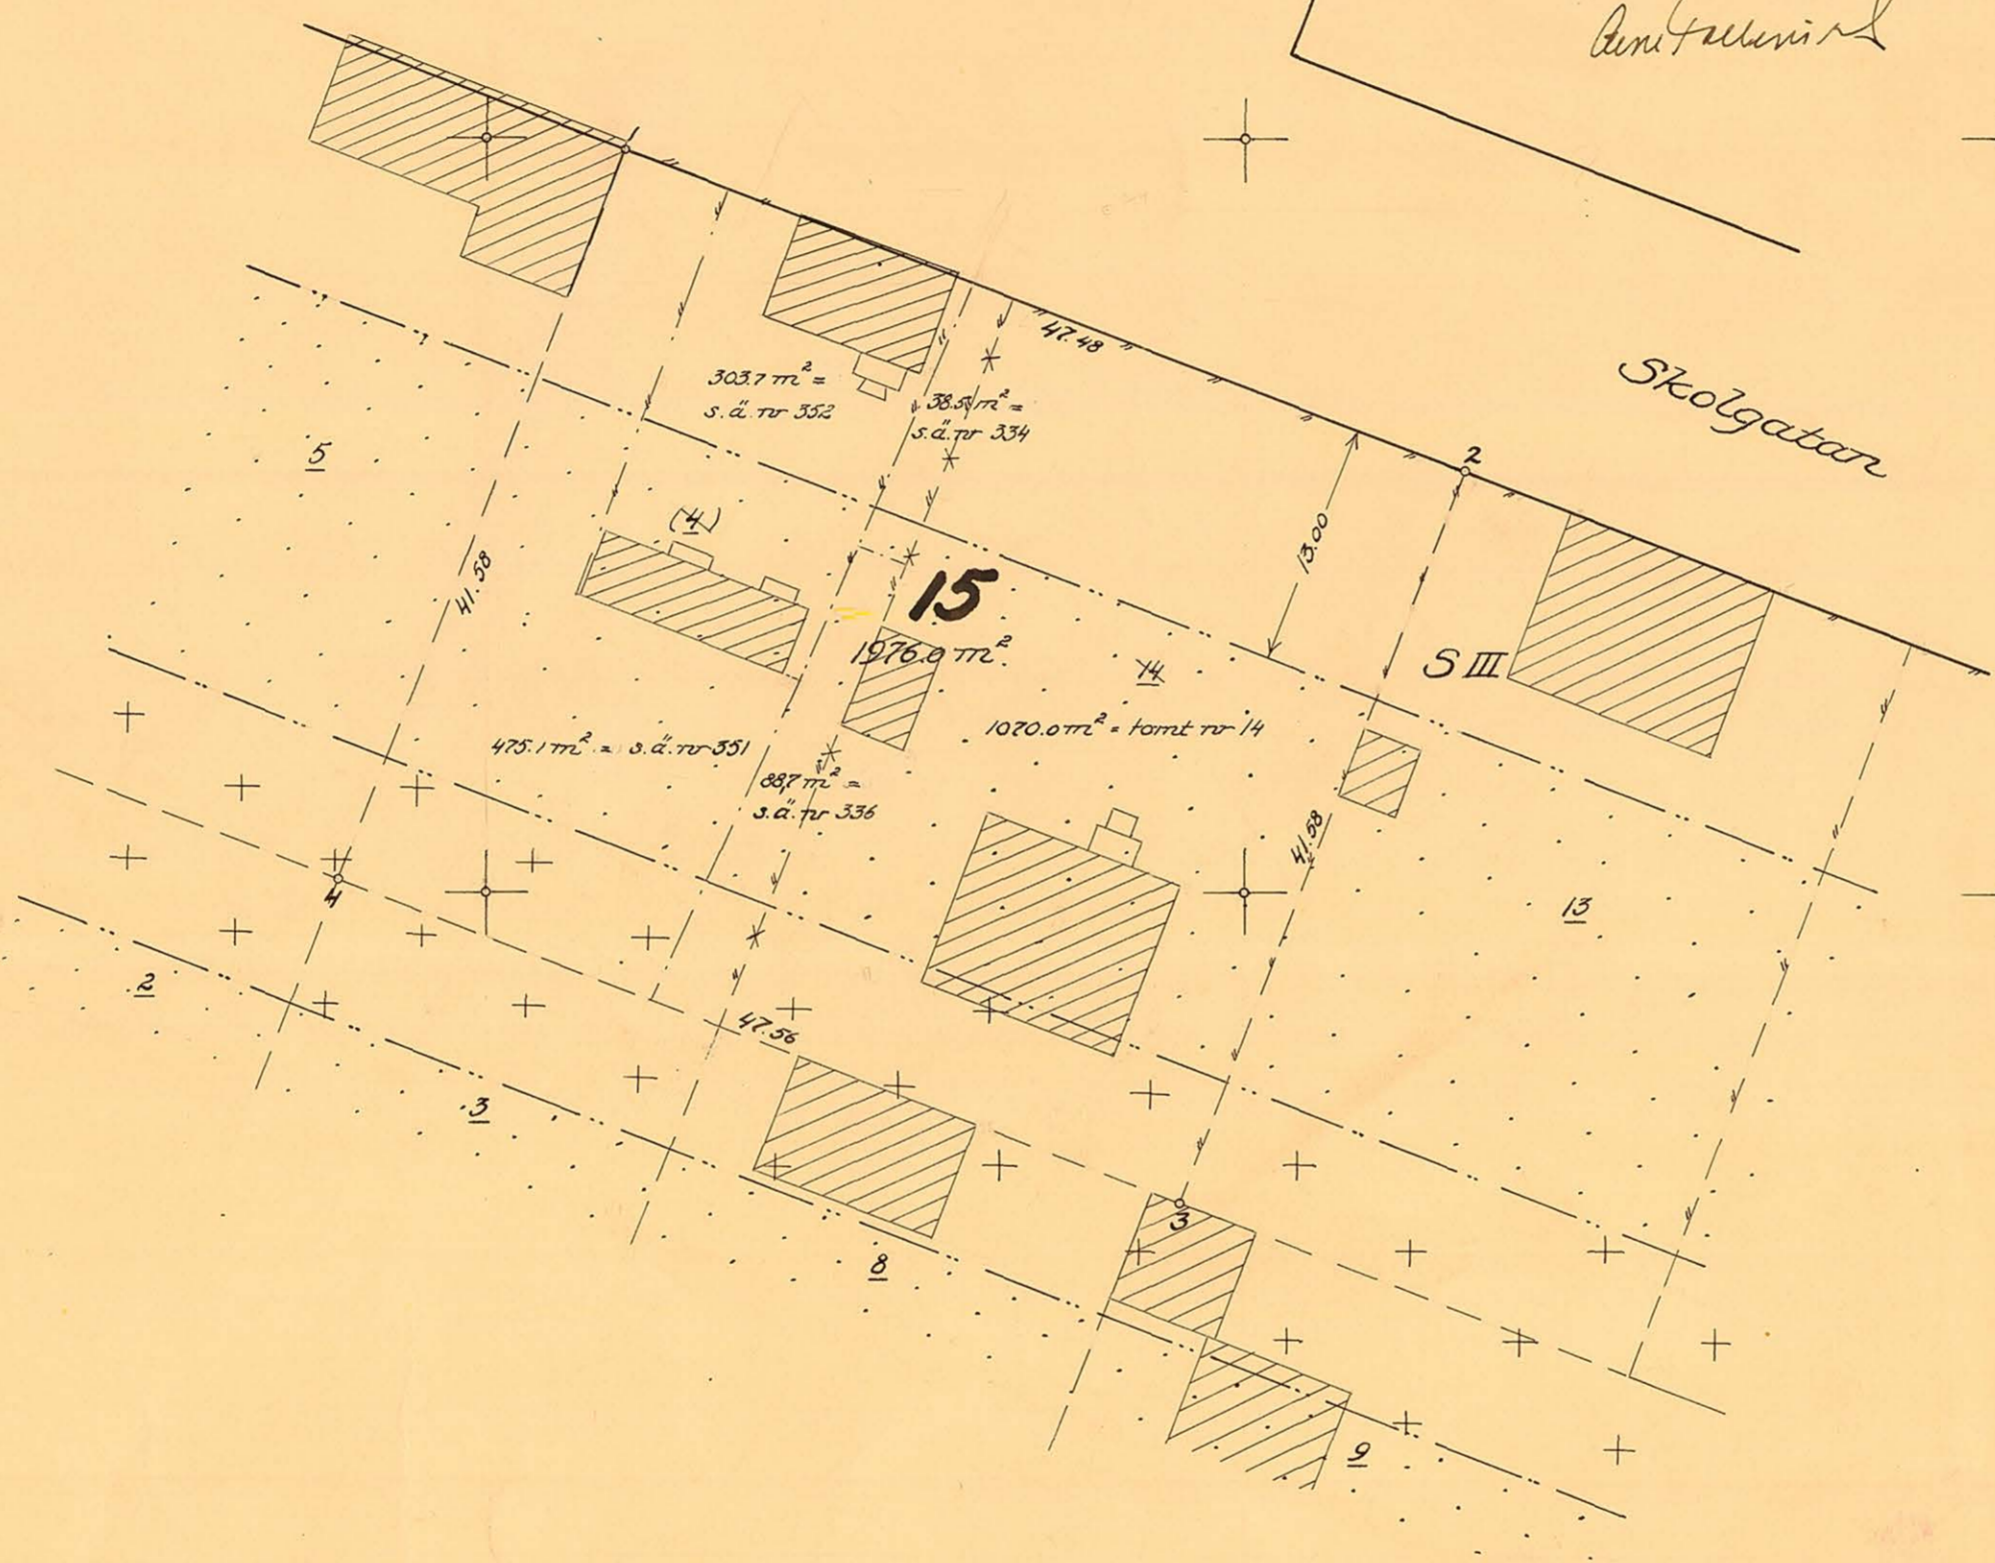 1
47.48
Skolgatan
303.7 m² =
s.ä. nr 352
38.5 m² =
s.ä. nr 334
5
2
(4)
13.00
41.58
15
1976.0 m².
S III
14
1020.0 m² = tomt nr 14
475.1 m² = s.ä. nr 351
88.7 m² =
s.ä. nr 336
41.58
4
13
2
47.56
3
3
8
9